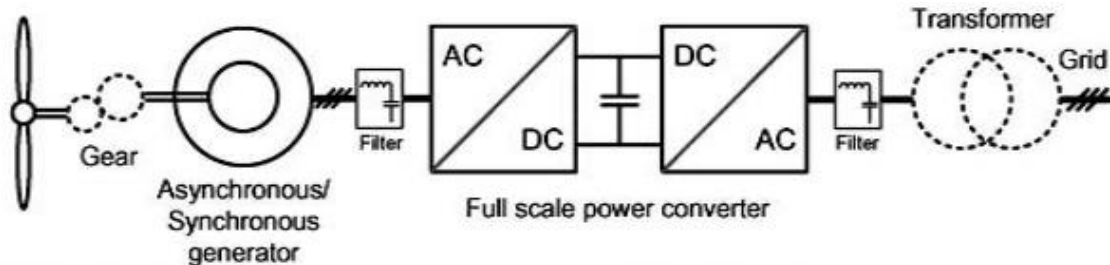 Transformer
Grid
AC
DC
DC
AC
Filter
Filter
Gear
Asynchronous/
Synchronous
generator
Full scale power converter